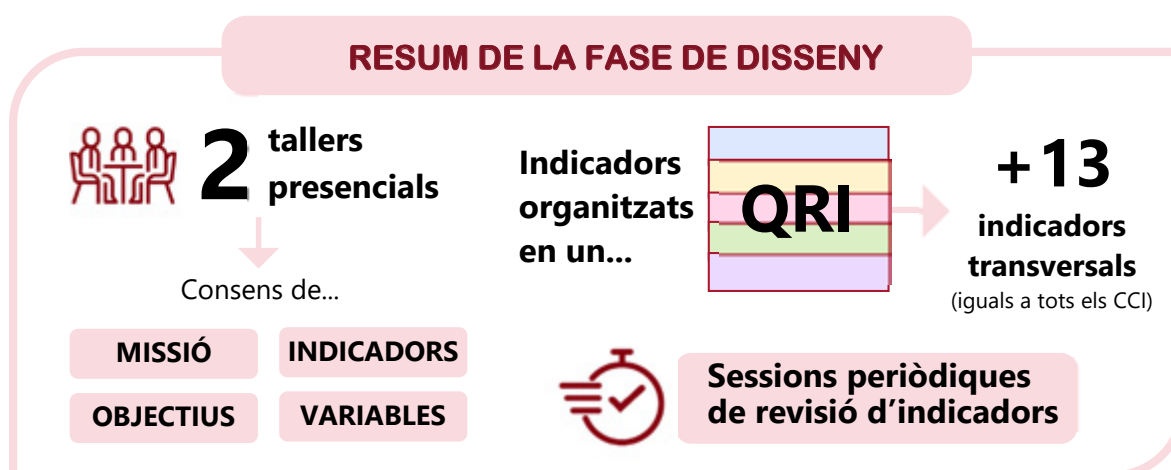 RESUM DE LA FASE DE DISSENY
2
tallers
presencials
Consens de...
MISSIÓ
INDICADORS
OBJECTIUS
VARIABLES
Indicadors
organitzats
en un...
QRI
+13
indicadors
transversals
(iguals a tots els CCI)
Sessions periòdiques
de revisió d’indicadors